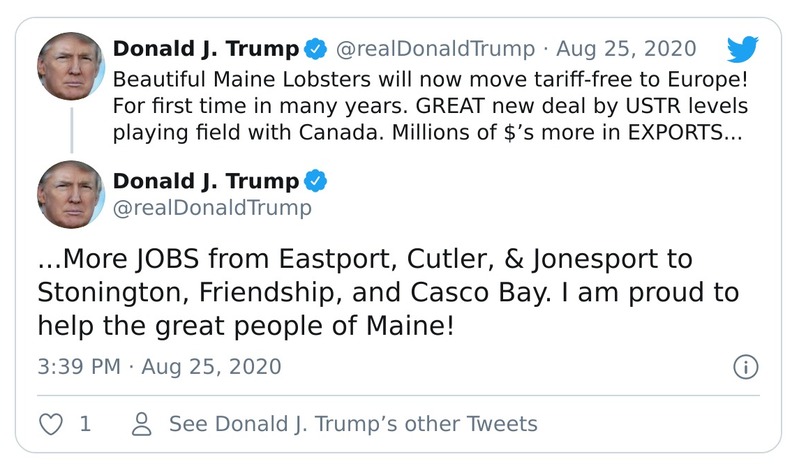 Donald J. Trump @realDonaldTrump · Aug 25, 2020
Beautiful Maine Lobsters will now move tariff-free to Europe!
For first time in many years. GREAT new deal by USTR levels
playing field with Canada. Millions of $’s more in EXPORTS...
Donald J. Trump
@realDonaldTrump
...More JOBS from Eastport, Cutler, & Jonesport to
Stonington, Friendship, and Casco Bay. I am proud to
help the great people of Maine!
3:39 PM · Aug 25, 2020
1 See Donald J. Trump’s other Tweets